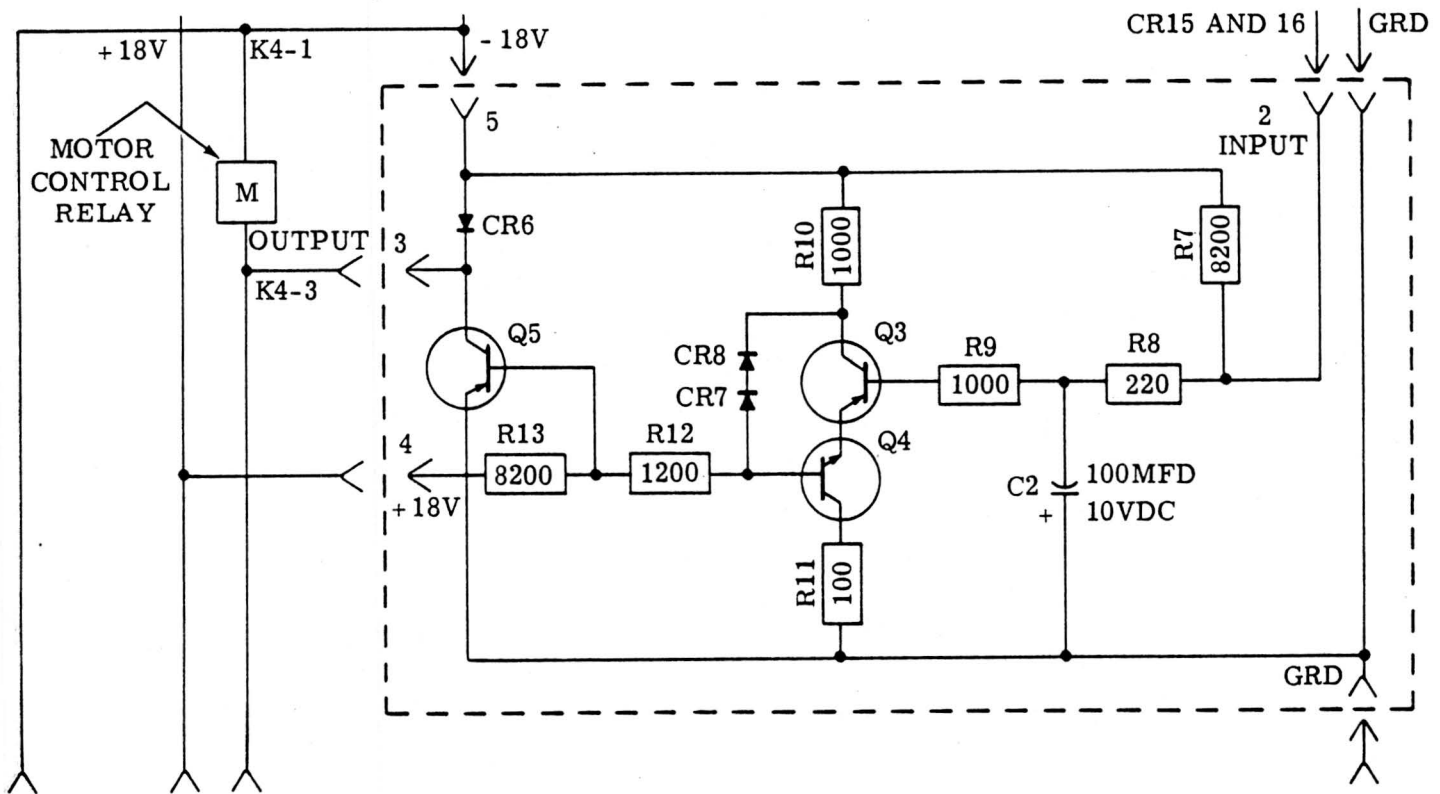 CR15 AND 16
GRD
+18V
K4-1
- 18V
5
2
INPUT
MOTOR
CONTROL
RELAY
M
CR6
R10
1000
R7
8200
OUTPUT
3
K4-3
Q5
Q3
CR8
R9
1000
R8
220
CR7
4
R13
8200
R12
1200
Q4
+18V
C2
+
100MFD
10VDC
R11
100
GRD